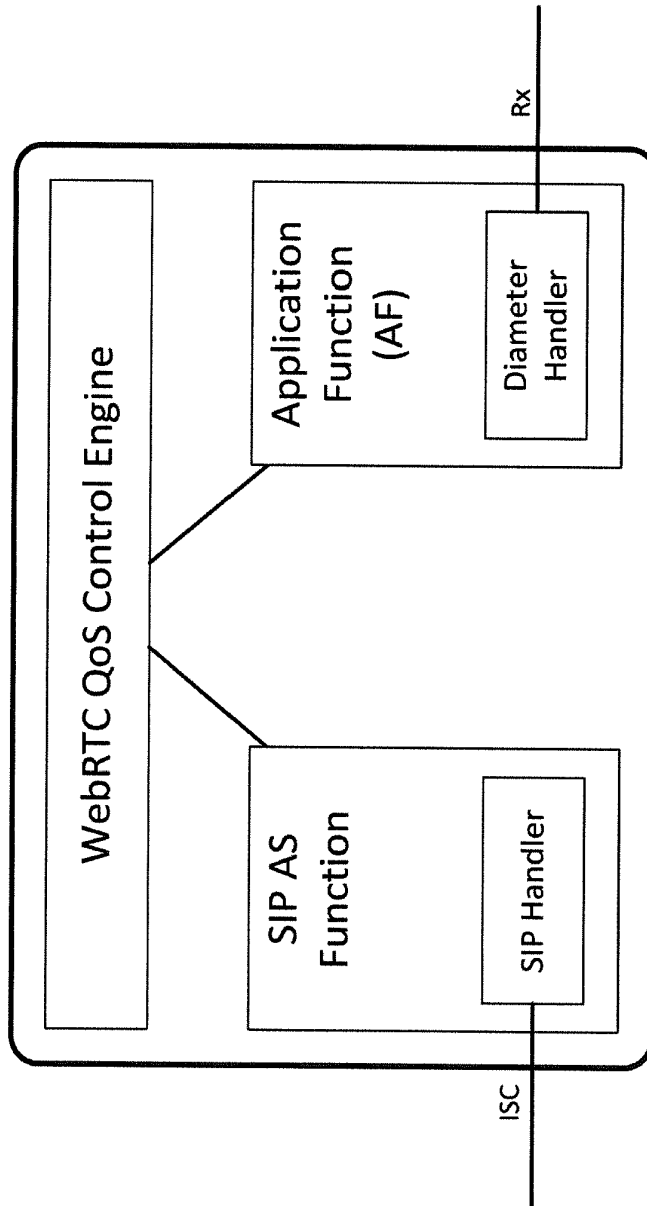 WebRTC QoS Control Engine
SIP AS
Function
SIP Handler
Application
Function
(AF)
Diameter
Handler
ISC
Rx